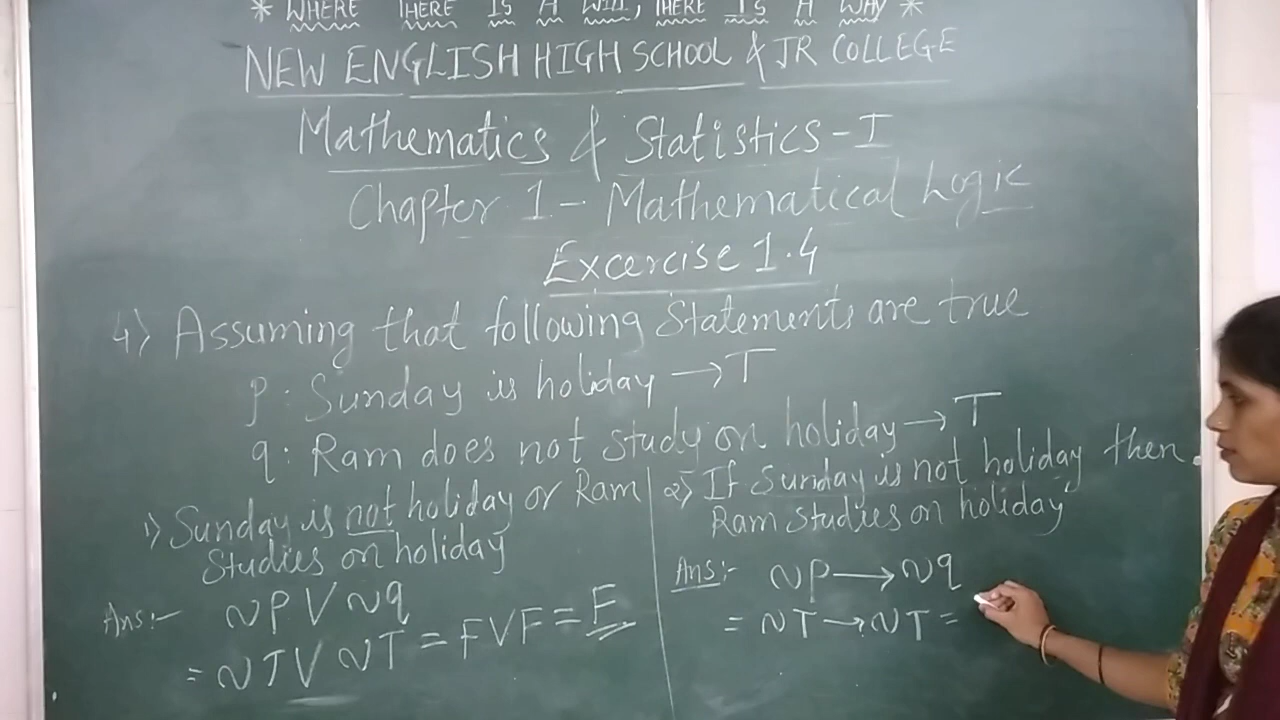 * WHERE THERE IS A WILL, THERE IS A WAY *
NEW ENGLISH HIGH SCHOOL & JR COLLEGE
Mathematics & Statistics-I
Chapter 1 - Mathematical Logic
Excercise 1.4
4) Assuming that following Statements are true
p: Sunday is holiday → T
q: Ram does not study on holiday → T
1) Sunday is not holiday or Ram
Studies on holiday
Ans:- ~P V ~q
= ~T V ~T = F V F = F
2) If Sunday is not holiday then
Ram Studies on holiday
Ans:- ~p → ~q
= ~T → ~T =